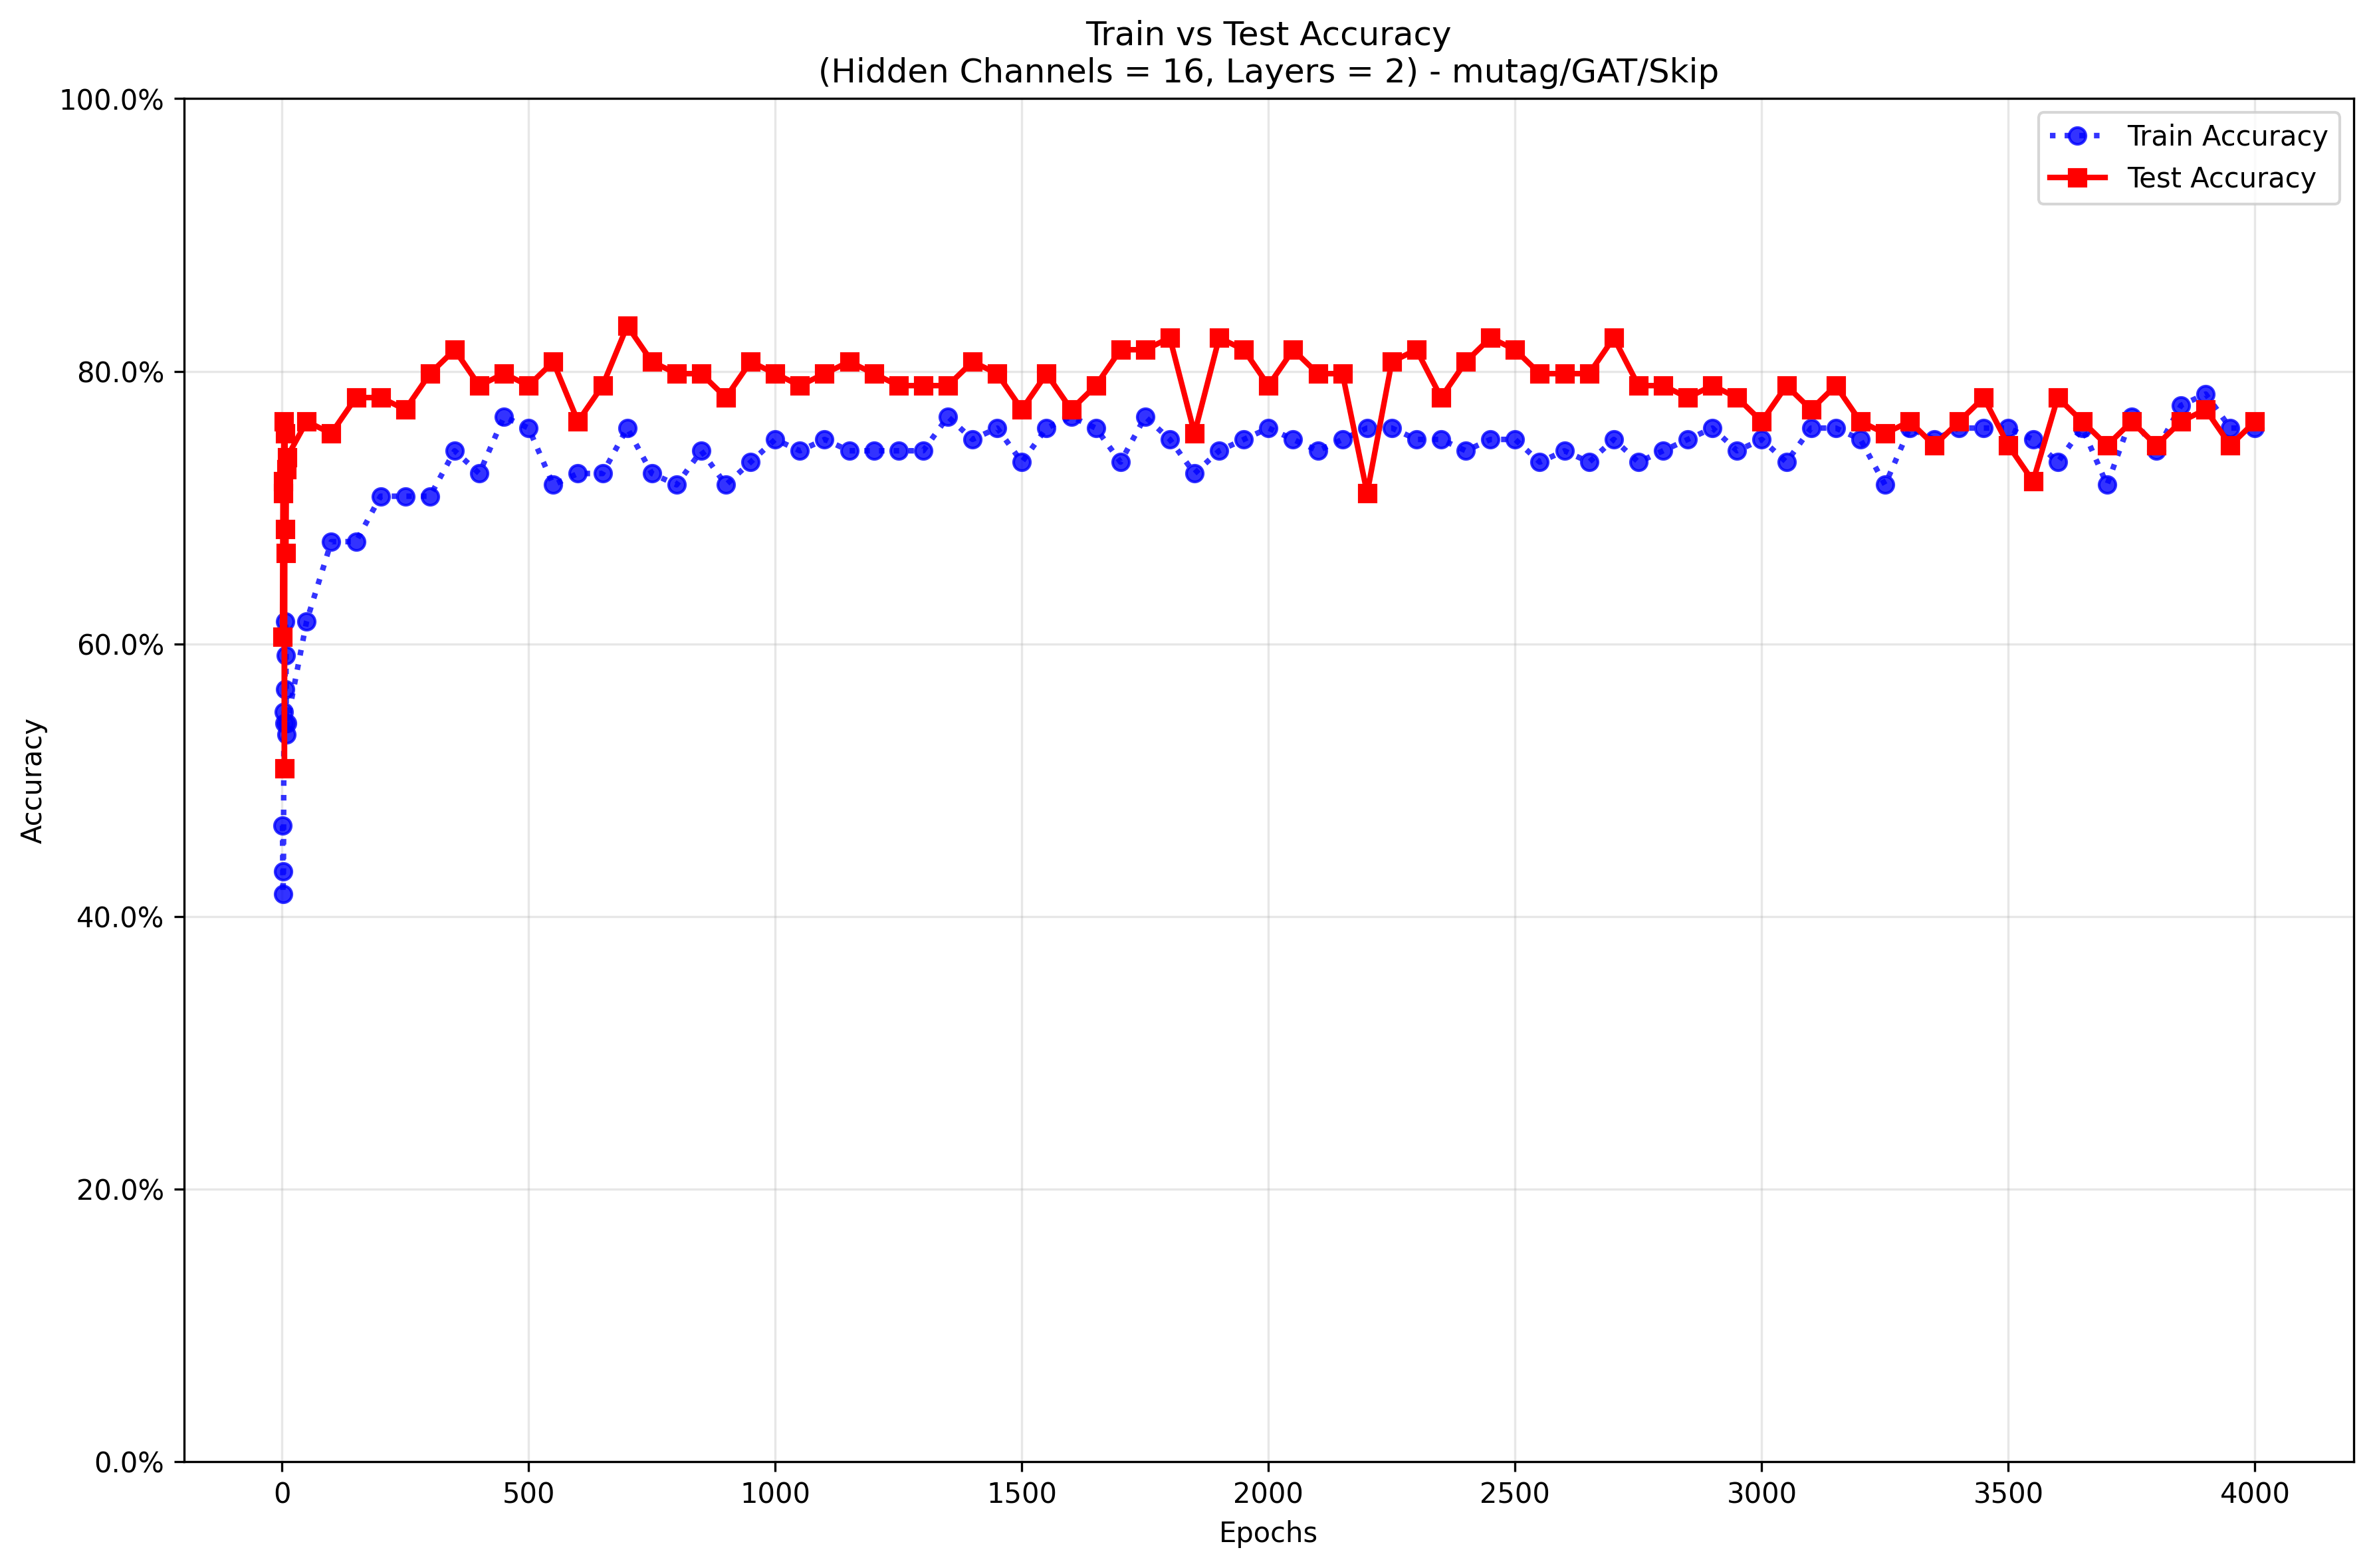 Train vs Test Accuracy
(Hidden Channels = 16, Layers = 2) - mutag/GAT/Skip
100.0%
80.0%
60.0%
40.0%
20.0%
0.0%
Accuracy
Train Accuracy
Test Accuracy
0 500 1000 1500 2000 2500 3000 3500 4000
Epochs